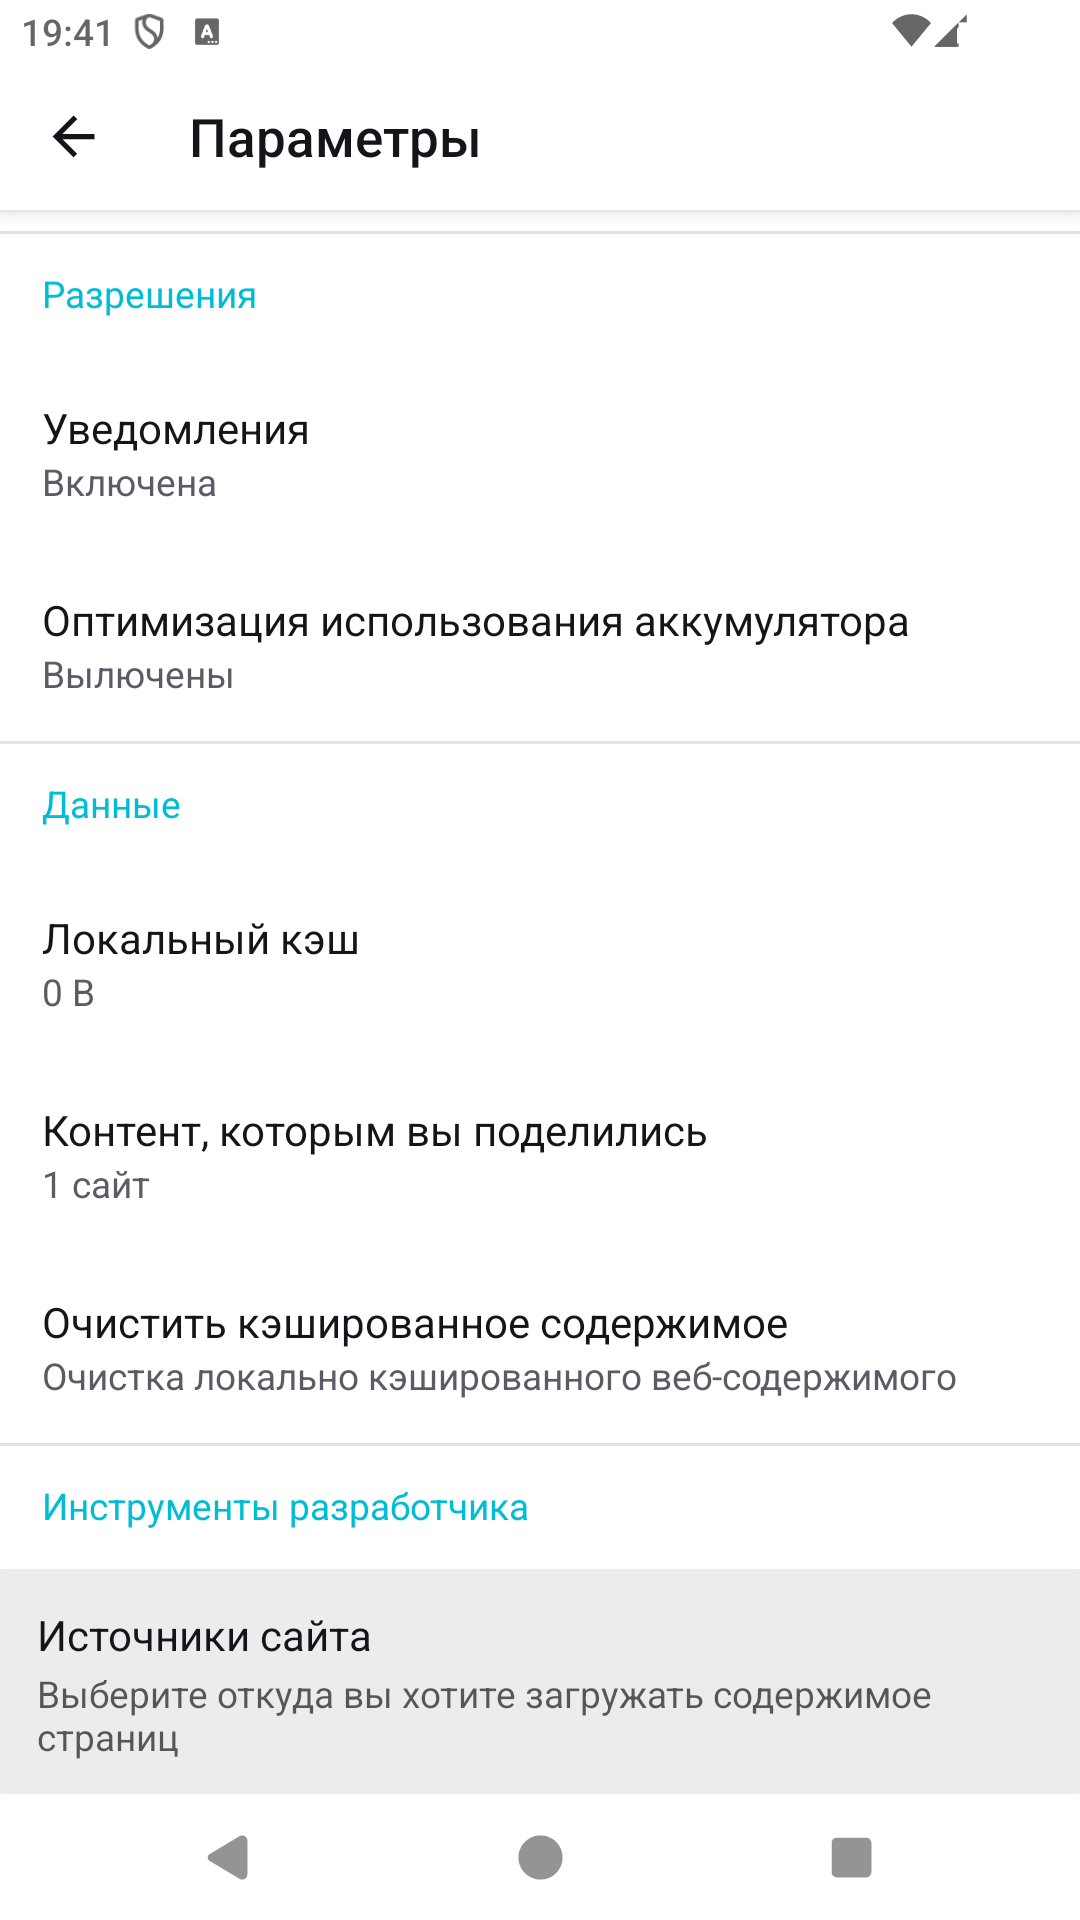 19:41
Параметры
Разрешения
Уведомления
Включена
Оптимизация использования аккумулятора
Вылючены
Данные
Локальный кэш
0 B
Контент, которым вы поделились
1 сайт
Очистить кэшированное содержимое
Очистка локально кэшированного веб-содержимого
Инструменты разработчика
Источники сайта
Выберите откуда вы хотите загружать содержимое
страниц